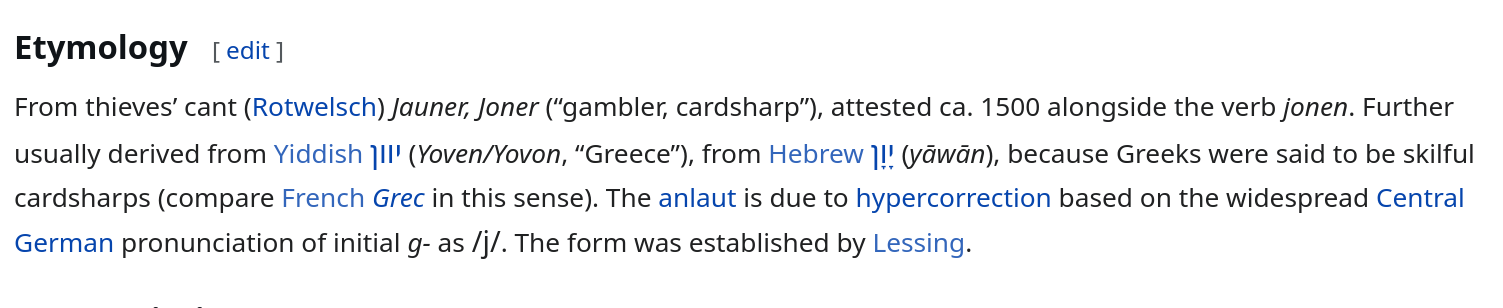 Etymology [ edit ]
From thieves’ cant (Rotwelsch) Jauner, Joner (“gambler, cardsharp”), attested ca. 1500 alongside the verb jonen. Further
usually derived from Yiddish יוון (Yoven/Yovon, “Greece”), from Hebrew יָוָן (yāwān), because Greeks were said to be skilful
cardsharps (compare French Grec in this sense). The anlaut is due to hypercorrection based on the widespread Central
German pronunciation of initial g- as /j/. The form was established by Lessing.